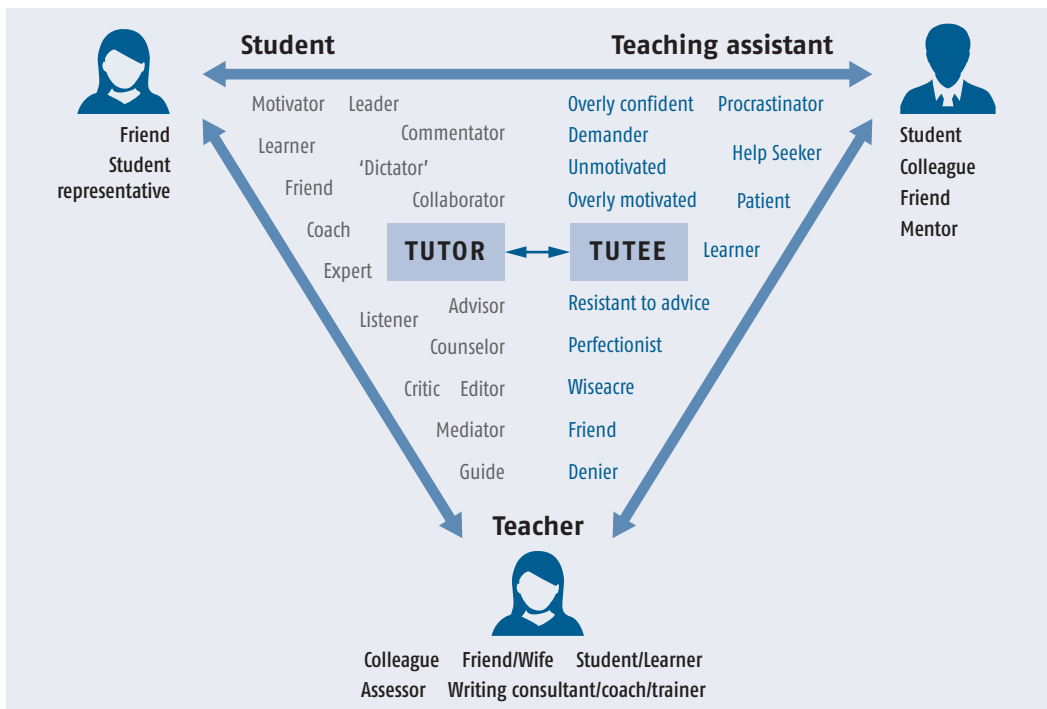 Student
Teaching assistant
Friend
Student
representative
Motivator Leader
Commentator
Learner
'Dictator'
Friend
Collaborator
Coach
Expert
TUTOR
Listener
Advisor
Counselor
Critic Editor
Mediator
Guide
Overly confident Procrastinator
Demander
Help Seeker
Unmotivated
Overly motivated Patient
TUTEE
Learner
Resistant to advice
Perfectionist
Wiseacre
Friend
Denier
Student
Colleague
Friend
Mentor
Teacher
Colleague Friend/Wife Student/Learner
Assessor Writing consultant/coach/trainer